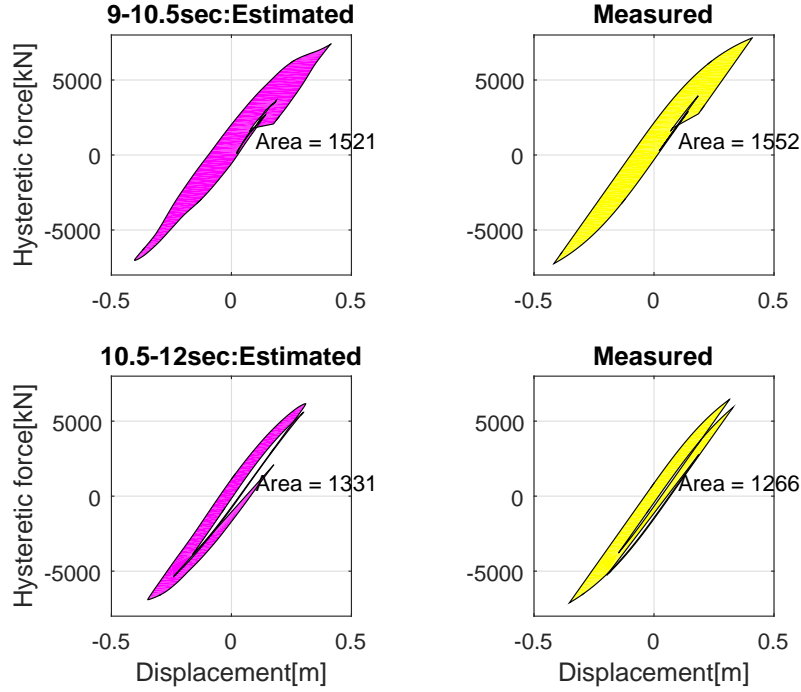 9-10.5sec:Estimated
Measured
Hysteretic force[kN]
5000
0
-5000
Area = 1521
-0.5
0
0.5
5000
0
-5000
Area = 1552
-0.5
0
0.5
10.5-12sec:Estimated
Measured
Hysteretic force[kN]
5000
0
-5000
Area = 1331
-0.5
0
0.5
Displacement[m]
5000
0
-5000
Area = 1266
-0.5
0
0.5
Displacement[m]